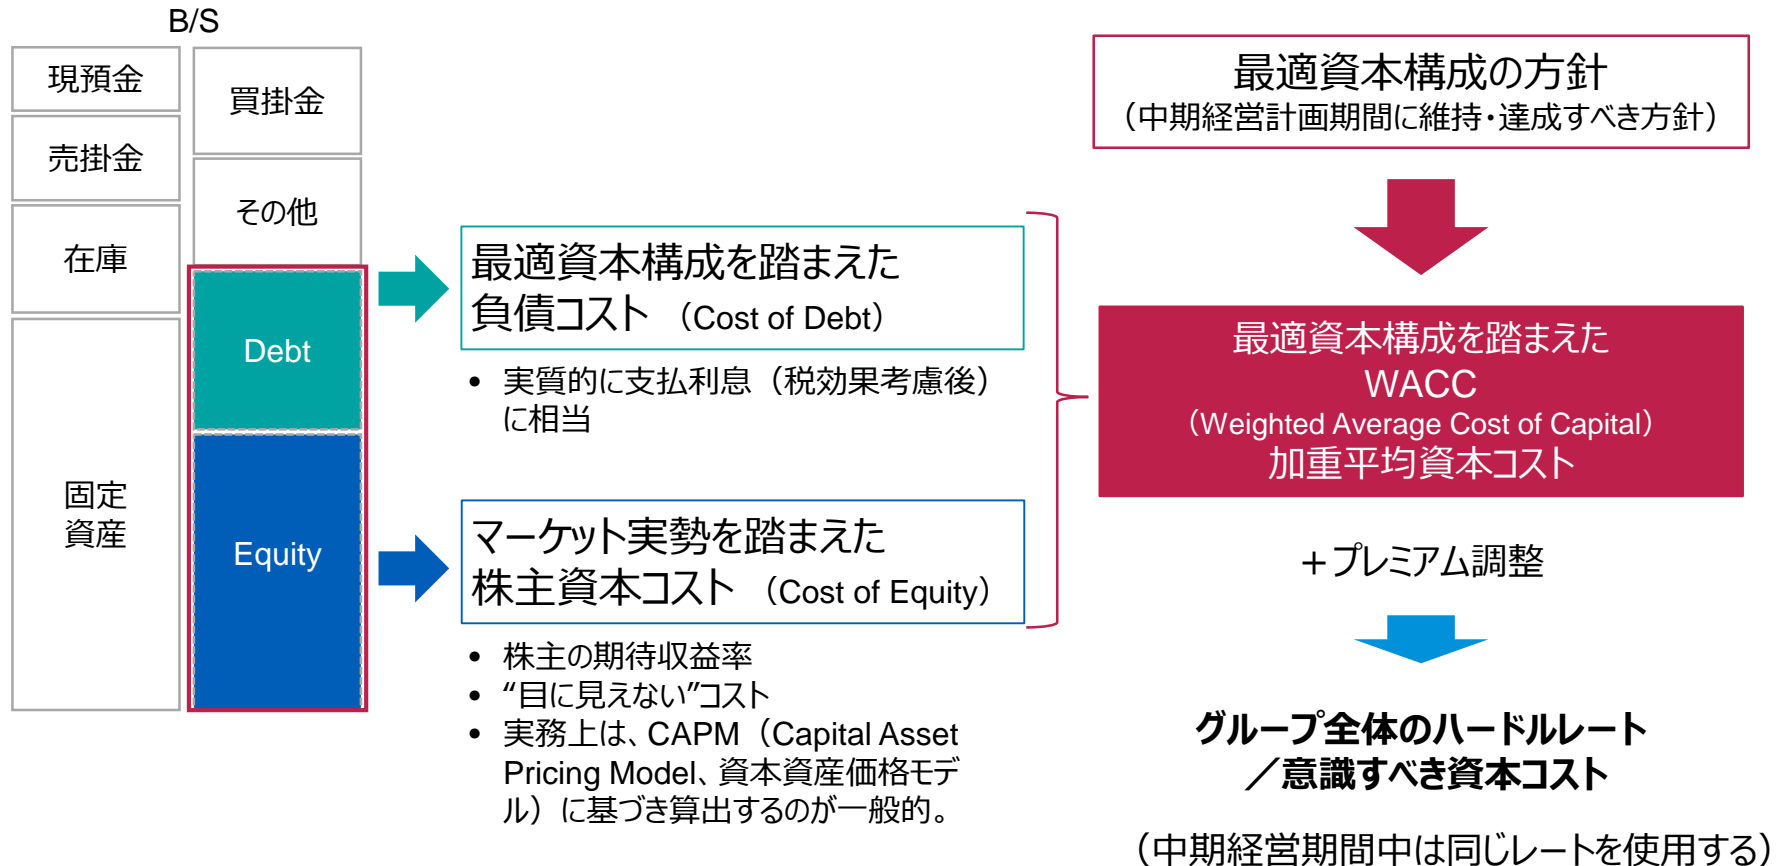 B/S
現預金
売掛金
在庫
固定
資産
買掛金
その他
Debt
Equity
最適資本構成を踏まえた
負債コスト （Cost of Debt）
• 実質的に支払利息（税効果考慮後）
に相当
マーケット実勢を踏まえた
株主資本コスト （Cost of Equity）
• 株主の期待収益率
• “目に見えない”コスト
• 実務上は、CAPM（Capital Asset
Pricing Model、資本資産価格モデ
ル）に基づき算出するのが一般的。
最適資本構成の方針
（中期経営計画期間に維持・達成すべき方針）
最適資本構成を踏まえた
WACC
（Weighted Average Cost of Capital）
加重平均資本コスト
＋プレミアム調整
グループ全体のハードルレート
／意識すべき資本コスト
（中期経営期間中は同じレートを使用する）